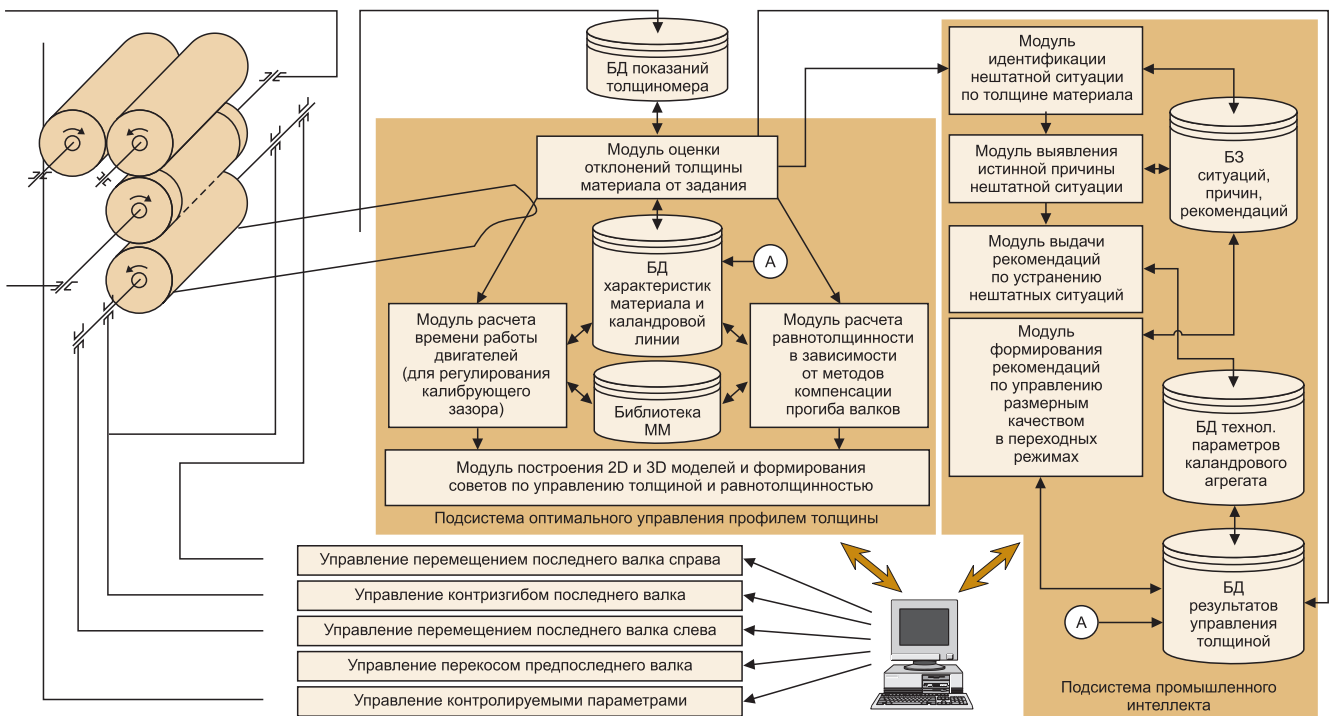 БД показаний
толщиномера
Модуль оценки
отклонений толщины
материала от задания
БД
характеристик
материала и
каландровой
линии
А
Модуль расчета
времени работы
двигателей
(для регулирования
калибрующего
зазора)
Модуль расчета
равнотолщинности
в зависимости
от методов
компенсации
прогиба валков
Библиотека
ММ
Модуль построения 2D и 3D моделей и формирования
советов по управлению толщиной и равнотолщинностью
Подсистема оптимального управления профилем толщины
Модуль
идентификации
нештатной ситуации
по толщине материала
Модуль выявления
истинной причины
нештатной ситуации
БЗ
ситуаций,
причин,
рекомендаций
Модуль выдачи
рекомендаций
по устранению
нештатных ситуаций
Модуль
формирования
рекомендаций
по управлению
размерным
качеством
в переходных
режимах
БД технол.
параметров
каландрового
агрегата
БД
результатов
управления
толщиной
А
Подсистема промышленного
интеллекта
Управление перемещением последнего валка справа
Управление контризгибом последнего валка
Управление перемещением последнего валка слева
Управление перекосом предпоследнего валка
Управление контролируемыми параметрами